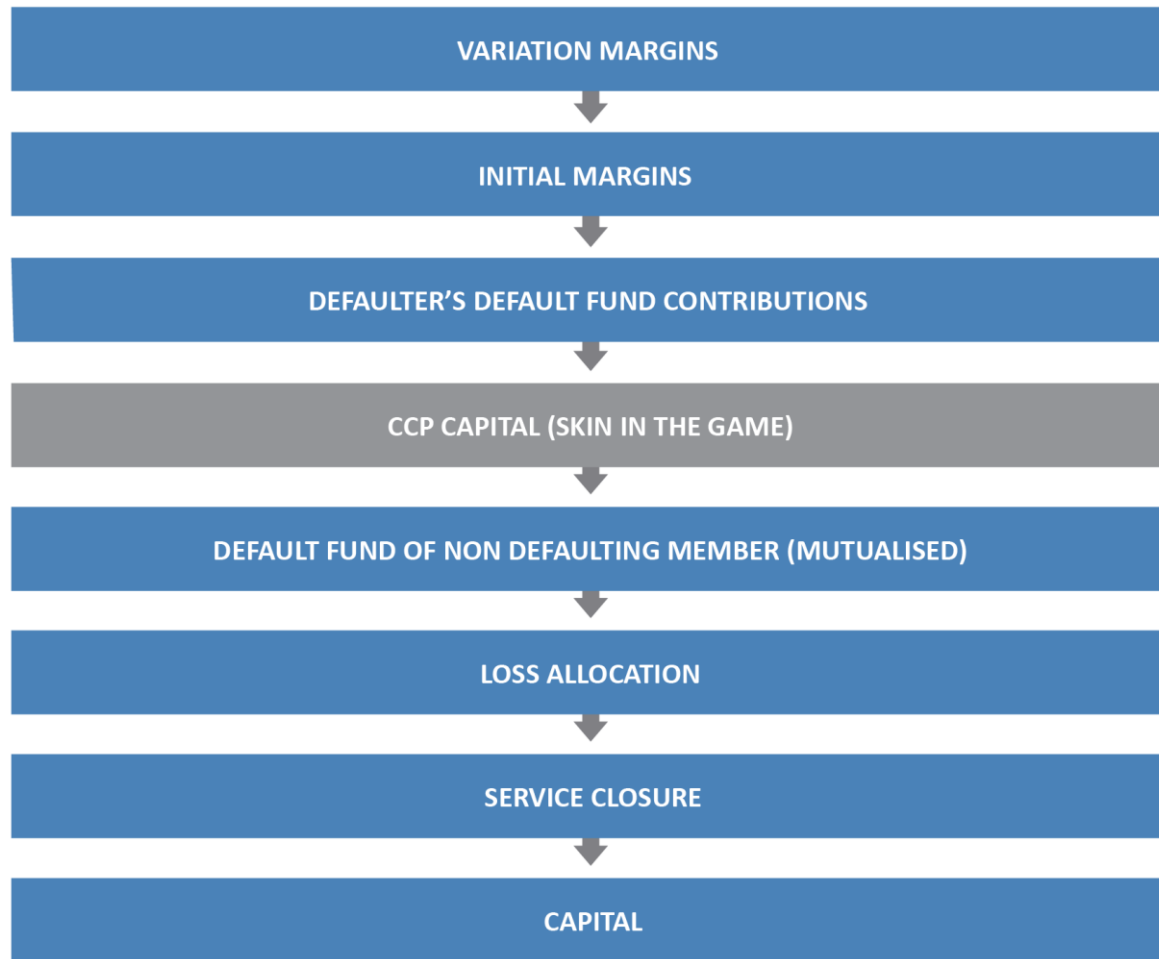 VARIATION MARGINS
INITIAL MARGINS
DEFAULTER’S DEFAULT FUND CONTRIBUTIONS
CCP CAPITAL (SKIN IN THE GAME)
DEFAULT FUND OF NON DEFAULTING MEMBER (MUTUALISED)
LOSS ALLOCATION
SERVICE CLOSURE
CAPITAL